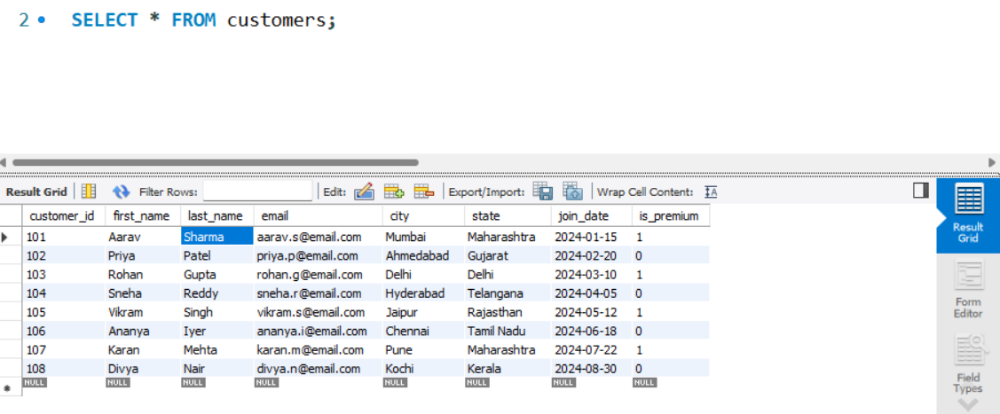 2 SELECT * FROM customers;
Result Grid Filter Rows: Edit: Export/Import: Wrap Cell Content: IA
customer_id first_name last_name email city state join_date is_premium
101 Aarav Sharma aarav.s@email.com Mumbai Maharashtra 2024-01-15 1
102 Priya Patel priya.p@email.com Ahmedabad Gujarat 2024-02-20 0
103 Rohan Gupta rohan.g@email.com Delhi Delhi 2024-03-10 1
104 Sneha Reddy sneha.r@email.com Hyderabad Telangana 2024-04-05 0
105 Vikram Singh vikram.s@email.com Jaipur Rajasthan 2024-05-12 1
106 Ananya Iyer ananya.i@email.com Chennai Tamil Nadu 2024-06-18 0
107 Karan Mehta karan.m@email.com Pune Maharashtra 2024-07-22 1
108 Divya Nair divya.n@email.com Kochi Kerala 2024-08-30 0
* NULL NULL NULL NULL NULL NULL NULL NULL
Result
Grid
Form
Editor
Field
Types